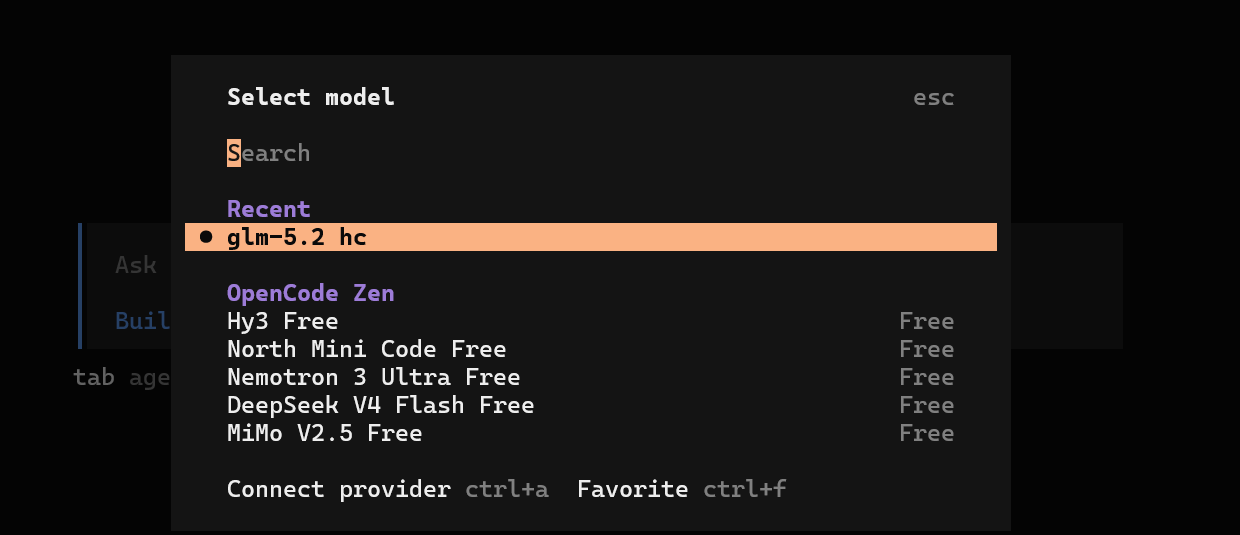 Select model esc
Search
Recent
● glm-5.2 hc
Ask
OpenCode Zen
Buil
Hy3 Free Free
North Mini Code Free Free
tab age
Nemotron 3 Ultra Free Free
DeepSeek V4 Flash Free Free
MiMo V2.5 Free Free
Connect provider ctrl+a Favorite ctrl+f